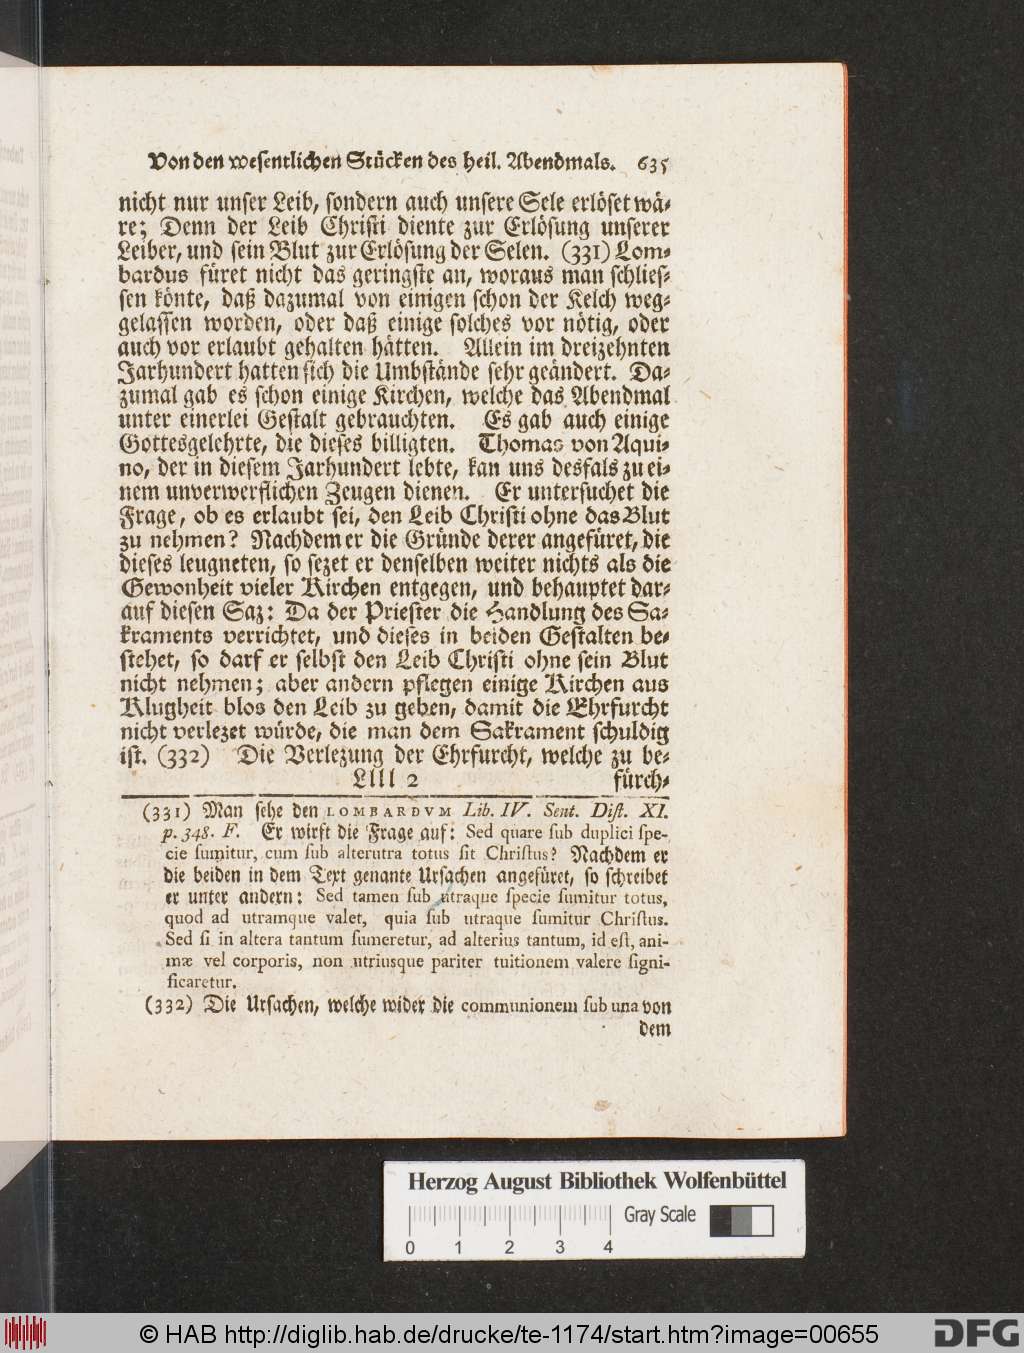 Von den wesentlichen Stücken des heil. Abendmals. 635
nicht nur unser Leib, sondern auch unsere Sele erlöset wä-
re; Denn der Leib Christi diente zur Erlösung unserer
Leiber, und sein Blut zur Erlösung der Selen. (331) Lom-
bardus füret nicht das geringste an, woraus man schlies-
sen könte, daß dazumal von einigen schon der Kelch weg-
gelassen worden, oder daß einige solches vor nötig, oder
auch vor erlaubt gehalten hätten. Allein im dreizehnten
Jarhundert hatten sich die Umbstände sehr geändert. Da-
zumal gab es schon einige Kirchen, welche das Abendmal
unter einerlei Gestalt gebrauchten. Es gab auch einige
Gottesgelehrte, die dieses billigten. Thomas von Aqui-
no, der in diesem Jarhundert lebte, kan uns desfals zu ei-
nem unverwerflichen Zeugen dienen. Er untersuchet die
Frage, ob es erlaubt sei, den Leib Christi ohne das Blut
zu nehmen? Nachdem er die Gründe derer angefüret, die
dieses leugneten, so sezet er denselben weiter nichts als die
Gewonheit vieler Kirchen entgegen, und behauptet dar-
auf diesen Saz: Da der Priester die Handlung des Sa-
kraments verrichtet, und dieses in beiden Gestalten be-
stehet, so darf er selbst den Leib Christi ohne sein Blut
nicht nehmen; aber andern pflegen einige Kirchen aus
Klugheit blos den Leib zu geben, damit die Ehrfurcht
nicht verlezet würde, die man dem Sakrament schuldig
ist. (332) Die Verlezung der Ehrfurcht, welche zu be-
Llll 2 fürch-
(331) Man sehe den LOMBARDVM Lib. IV. Sent. Dist. XI.
p. 348. F. Er wirft die Frage auf: Sed quare sub duplici spe-
cie sumitur, cum sub alterutra totus sit Christus? Nachdem er
die beiden in dem Text genante Ursachen angefüret, so schreibet
er unter andern: Sed tamen sub utraque specie sumitur totus,
quod ad utramque valet, quia sub utraque sumitur Christus.
Sed si in altera tantum sumeretur, ad alterius tantum, id est, ani-
mæ vel corporis, non utriusque pariter tuitionem valere signi-
ficaretur.
(332) Die Ursachen, welche wider die communionem sub una von
dem
Herzog August Bibliothek Wolfenbüttel
Gray Scale
0 1 2 3 4
© HAB http://diglib.hab.de/drucke/te-1174/start.htm?image=00655
DFG